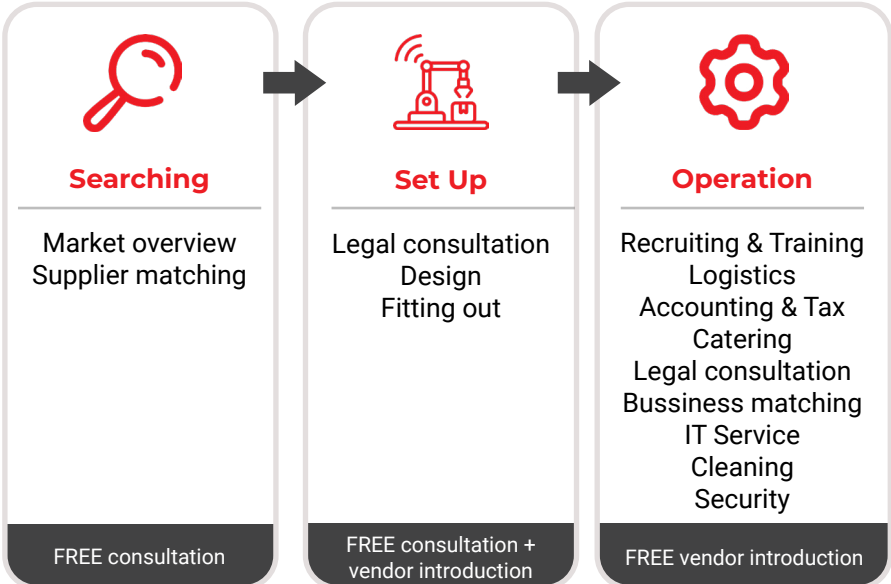 Searching
Market overview
Supplier matching
FREE consultation
Set Up
Legal consultation
Design
Fitting out
FREE consultation +
vendor introduction
Operation
Recruiting & Training
Logistics
Accounting & Tax
Catering
Legal consultation
Bussiness matching
IT Service
Cleaning
Security
FREE vendor introduction